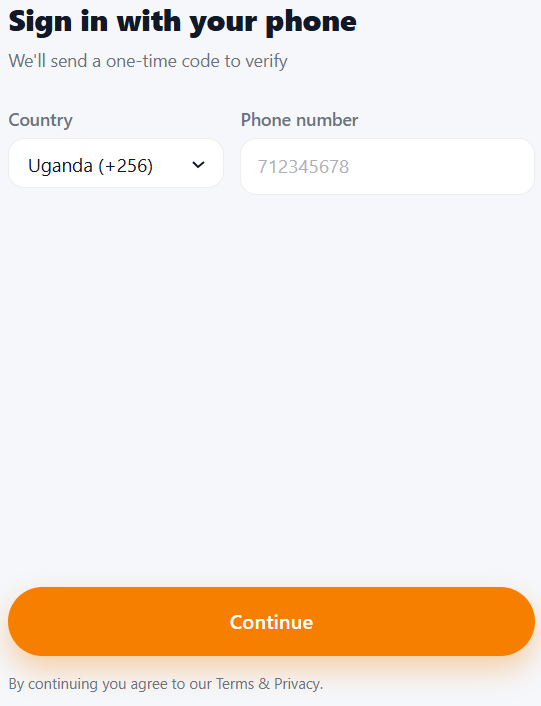 Sign in with your phone
We'll send a one-time code to verify
Country
Phone number
Uganda (+256)
712345678
Continue
By continuing you agree to our Terms & Privacy.